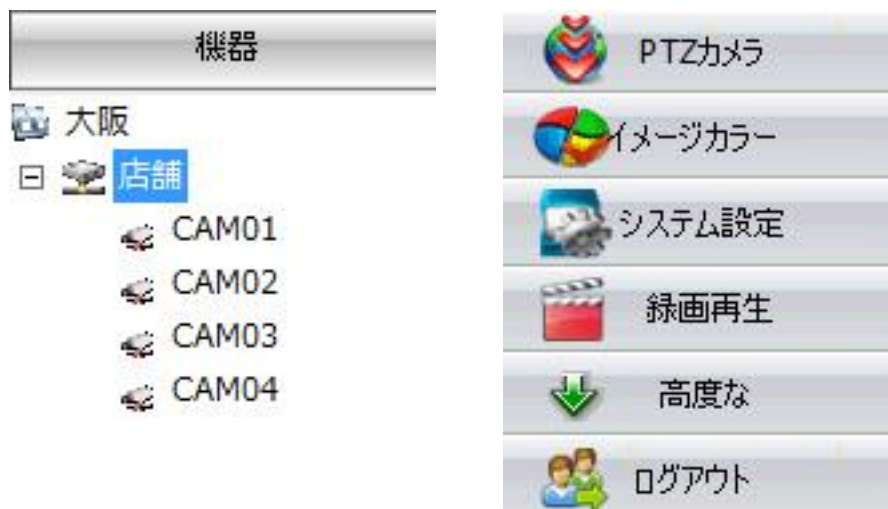 機器
大阪
店舗
CAM01
CAM02
CAM03
CAM04
PTZカメラ
イメージカラー
システム設定
録画再生
高度な
ログアウト